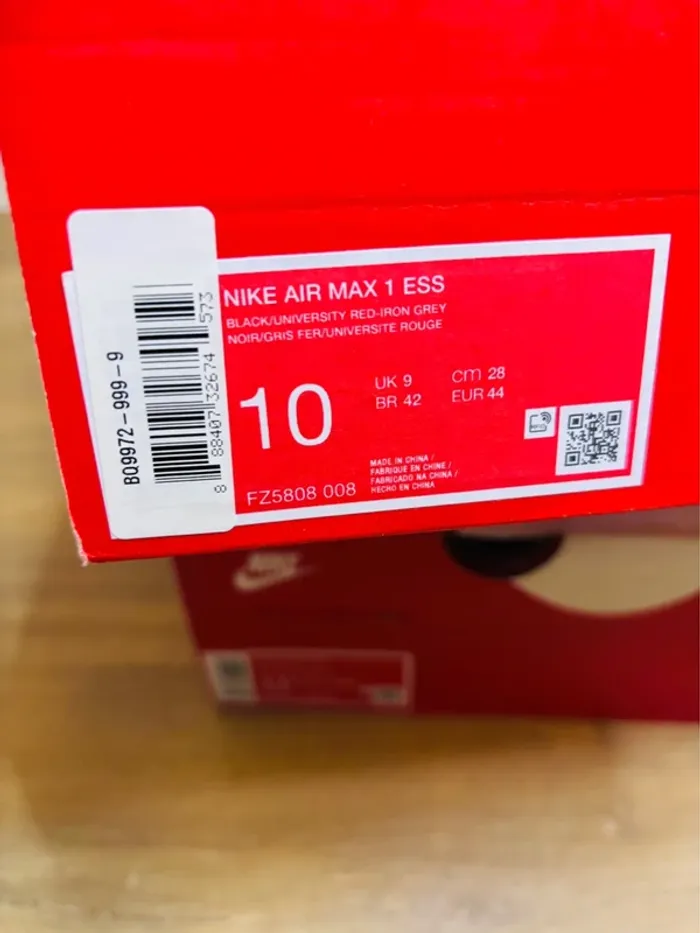 NIKE AIR MAX 1 ESS
BLACK/UNIVERSITY RED-IRON GREY
NOIR/GRIS FER/UNIVERSITE ROUGE
10
UK 9
cm 28
BR 42
EUR 44
FZ5808 008
MADE IN CHINA /
FABRIQUE EN CHINE /
FABRICADO NA CHINA /
HECHO EN CHINA
BQ9972-999-9
8 88407 32674 573